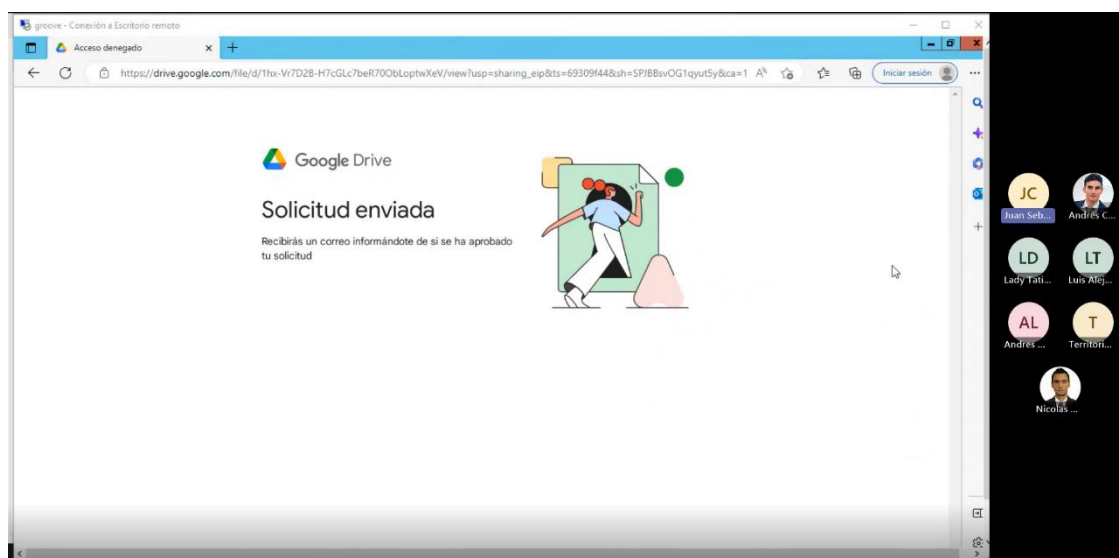 groove - Conexión a Escritorio remoto
Acceso denegado
https://drive.google.com/file/d/1hx-Vr7D2B-H7cGLc7beR70ObLoptwXeV/view?usp=sharing_eip&ts=69309f44&sh=SPJBBsvOG1qyut5y&ca=1
Iniciar sesión
Google Drive
Solicitud enviada
Recibirás un correo informándote de si se ha aprobado
tu solicitud
JC
Juan Seb...
Andrés C...
LD
LT
Lady Tati...
Luis Alej...
AL
T
Andres ...
Territori...
Nicolas ...